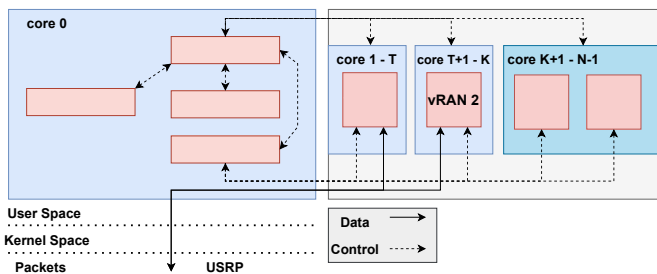 core 0
core 1 - T
core T+1 - K
core K+1 - N-1
vRAN 2
User Space
Kernel Space
Packets
USRP
Data
Control